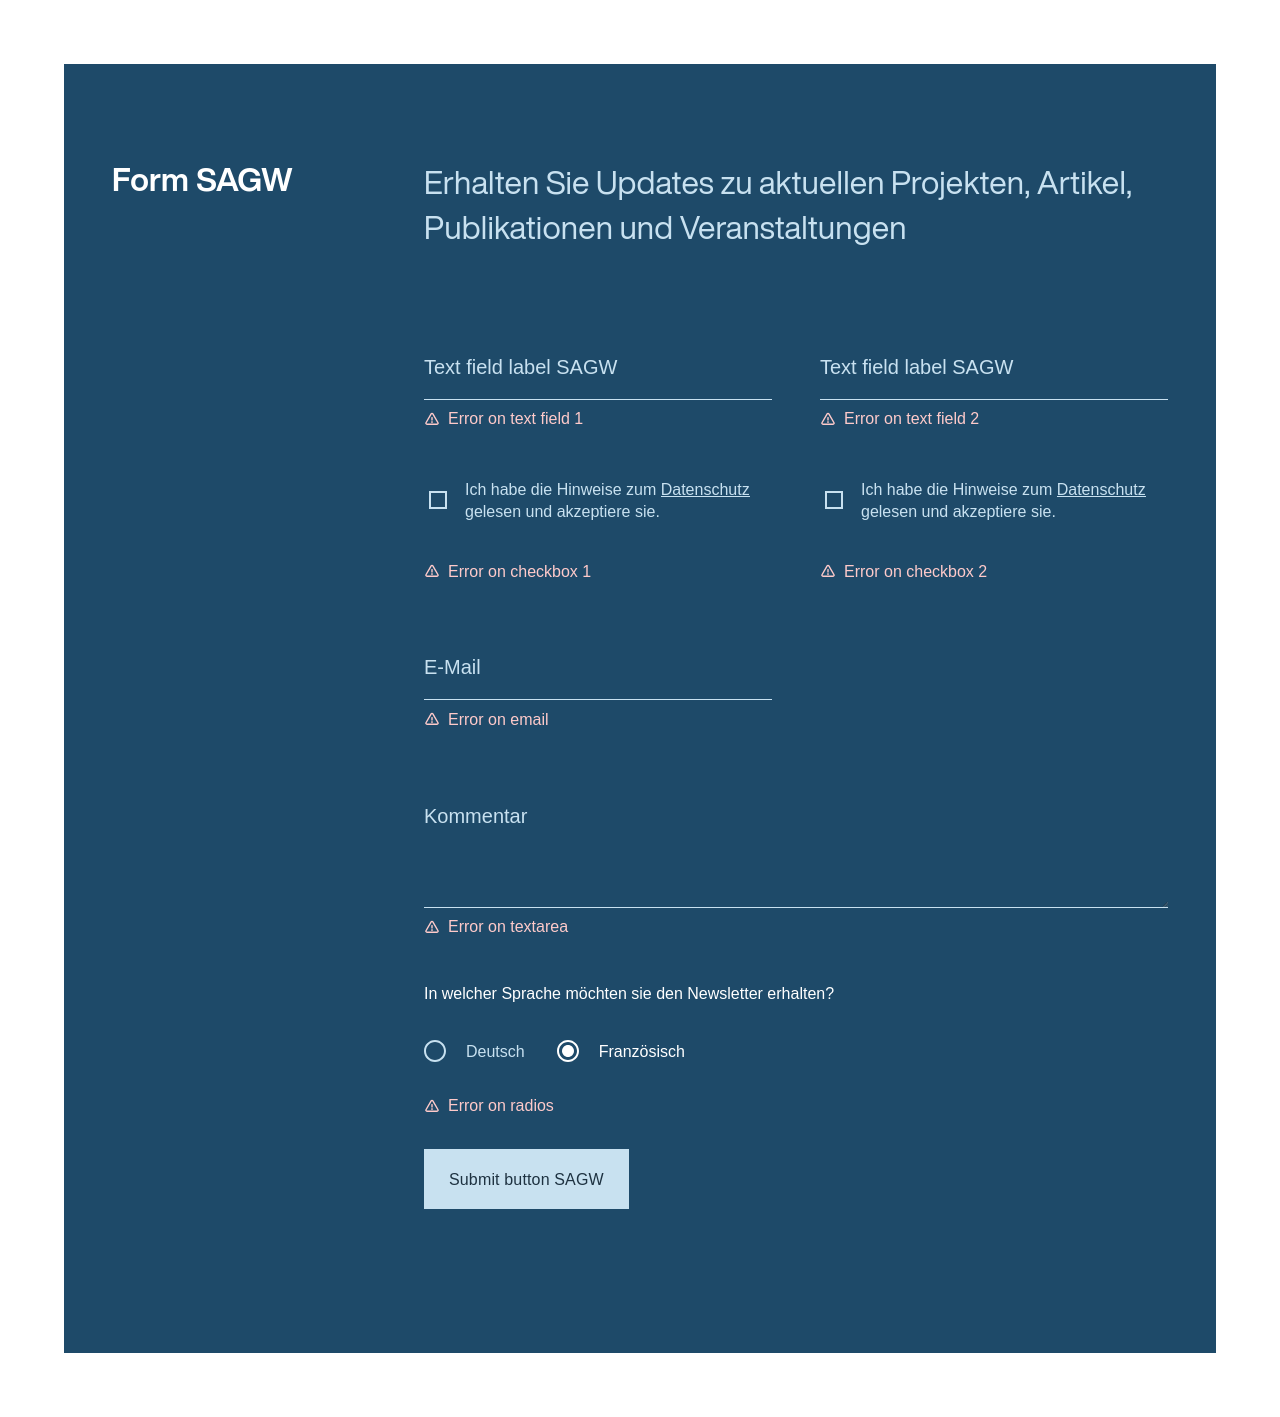 Form SAGW
Erhalten Sie Updates zu aktuellen Projekten, Artikel,
Publikationen und Veranstaltungen
Text field label SAGW
Text field label SAGW
Error on text field 1
Error on text field 2
Ich habe die Hinweise zum Datenschutz
gelesen und akzeptiere sie.
Ich habe die Hinweise zum Datenschutz
gelesen und akzeptiere sie.
Error on checkbox 1
Error on checkbox 2
E-Mail
Error on email
Kommentar
Error on textarea
In welcher Sprache möchten sie den Newsletter erhalten?
Deutsch
Französisch
Error on radios
Submit button SAGW